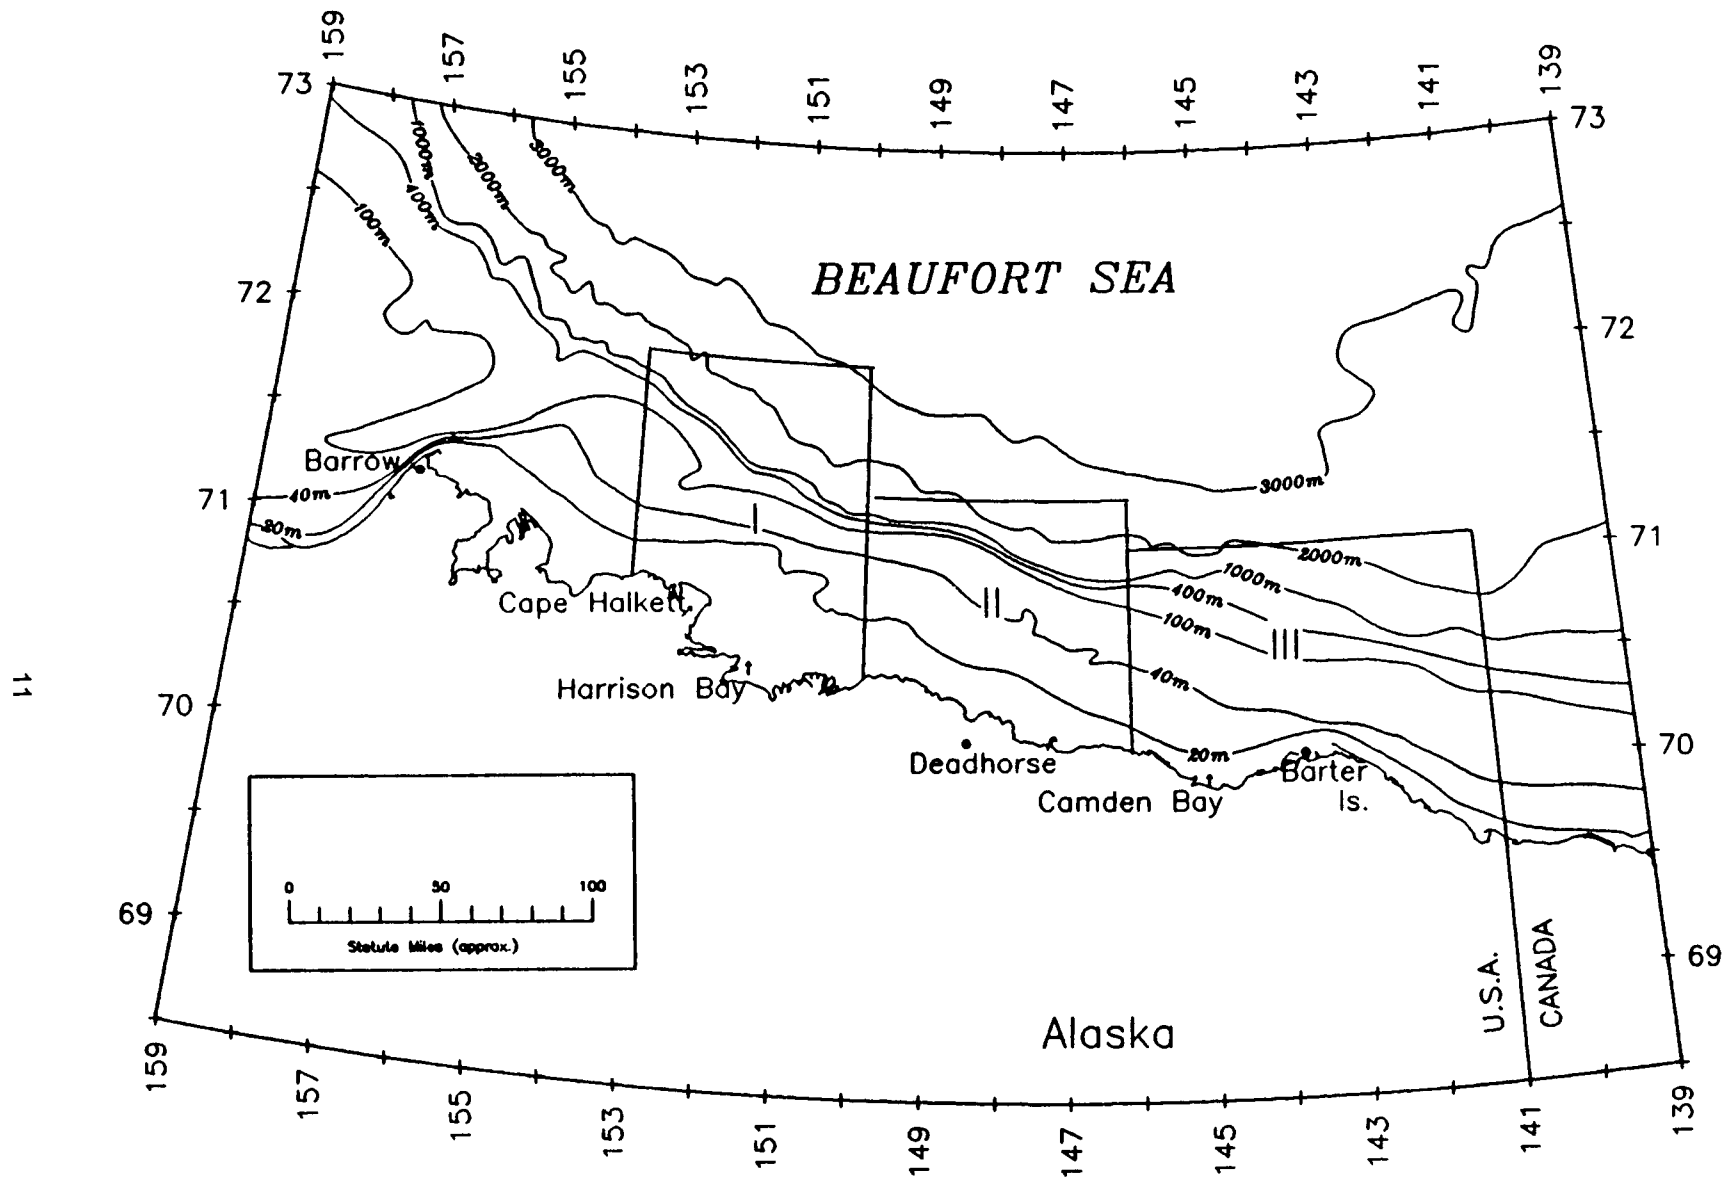 159
157
155
153
151
149
147
145
143
141
139
73
73
1000m
2000m
3000m
400m
100m
BEAUFORT SEA
72
72
Barrow
71
40m
20m
3000m
71
I
2000m
1000m
400m
100m
II
III
Cape Halkett
Harrison Bay
40m
20m
70
70
Deadhorse
Camden Bay
Barter
Is.
11
0 50 100
Statute Miles (approx.)
69
69
U.S.A.
CANADA
Alaska
159
157
155
153
151
149
147
145
143
141
139